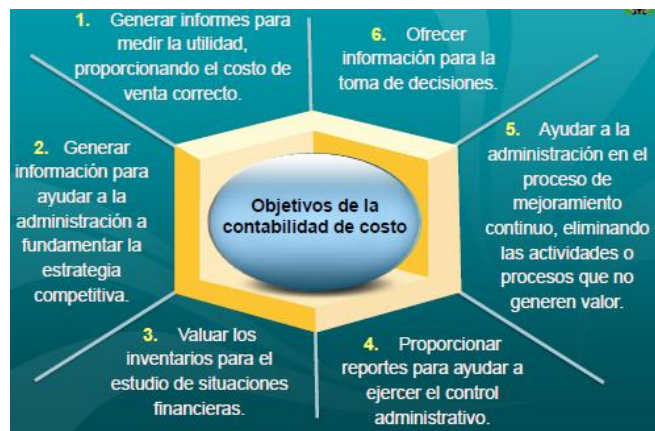 1. Generar informes para
medir la utilidad,
proporcionando el costo de
venta correcto.
6. Ofrecer
información para la
toma de decisiones.
2. Generar
información para
ayudar a la
administración a
fundamentar la
estrategia
competitiva.
Objetivos de la
contabilidad de costo
5. Ayudar a la
administración en el
proceso de
mejoramiento
continuo, eliminando
las actividades o
procesos que no
generen valor.
3. Valuar los
inventarios para el
estudio de situaciones
financieras.
4. Proporcionar
reportes para ayudar a
ejercer el control
administrativo.